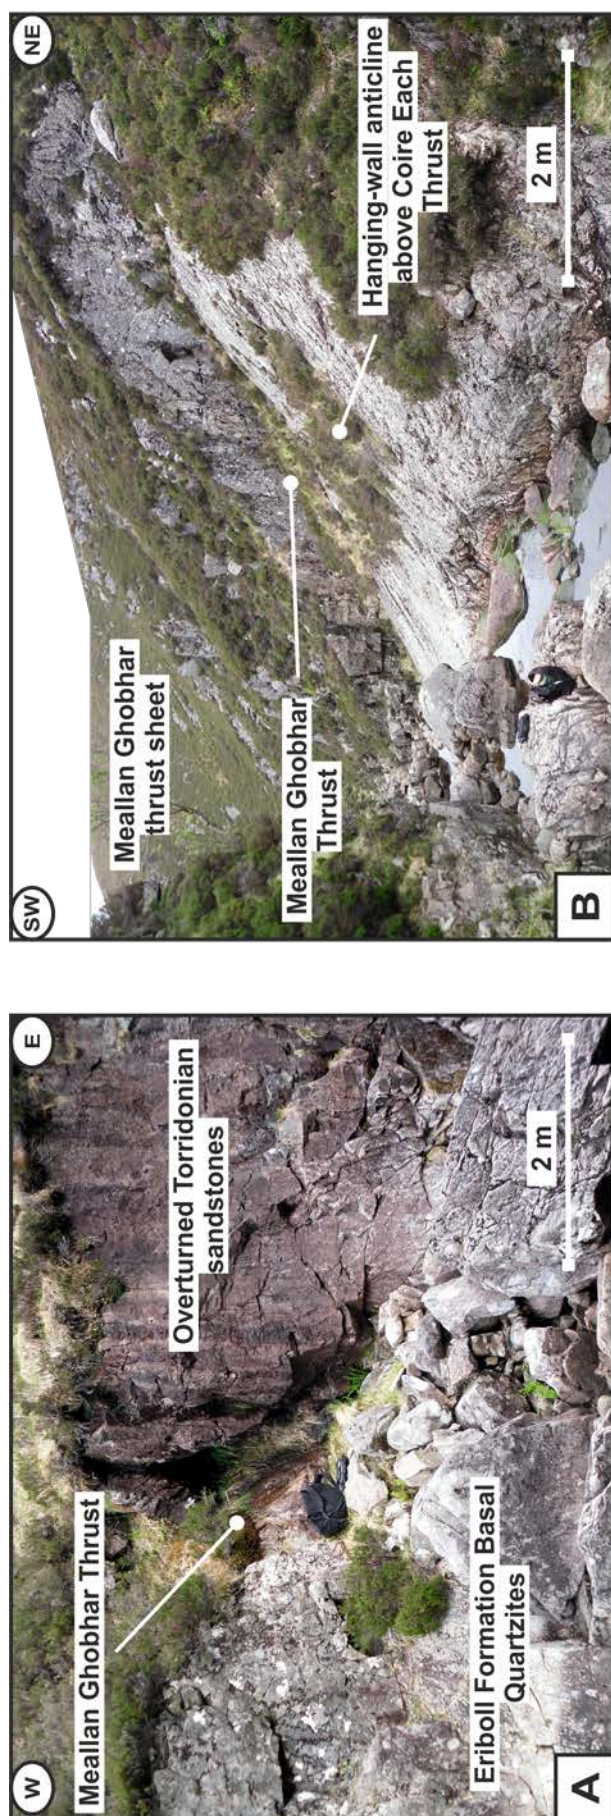 W
E
Meallan Ghobhar Thrust
Overturned Torridonian
sandstones
Eriboll Formation Basal
Quartzites
2 m
A
SW
NE
Meallan Ghobhar
thrust sheet
Meallan Ghobhar
Thrust
Hanging-wall anticline
above Coire Each
Thrust
2 m
B